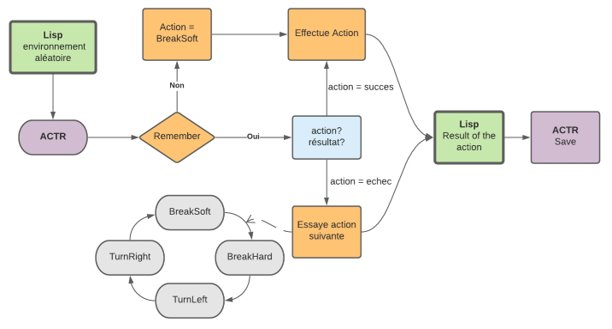 Lisp
environnement
aléatoire
Action =
BreakSoft
Effectue Action
Non
action = succes
ACTR
Remember
Oui
action?
résultat?
Lisp
Result of the
action
ACTR
Save
action = echec
BreakSoft
Essaye action
suivante
TurnRight
BreakHard
TurnLeft